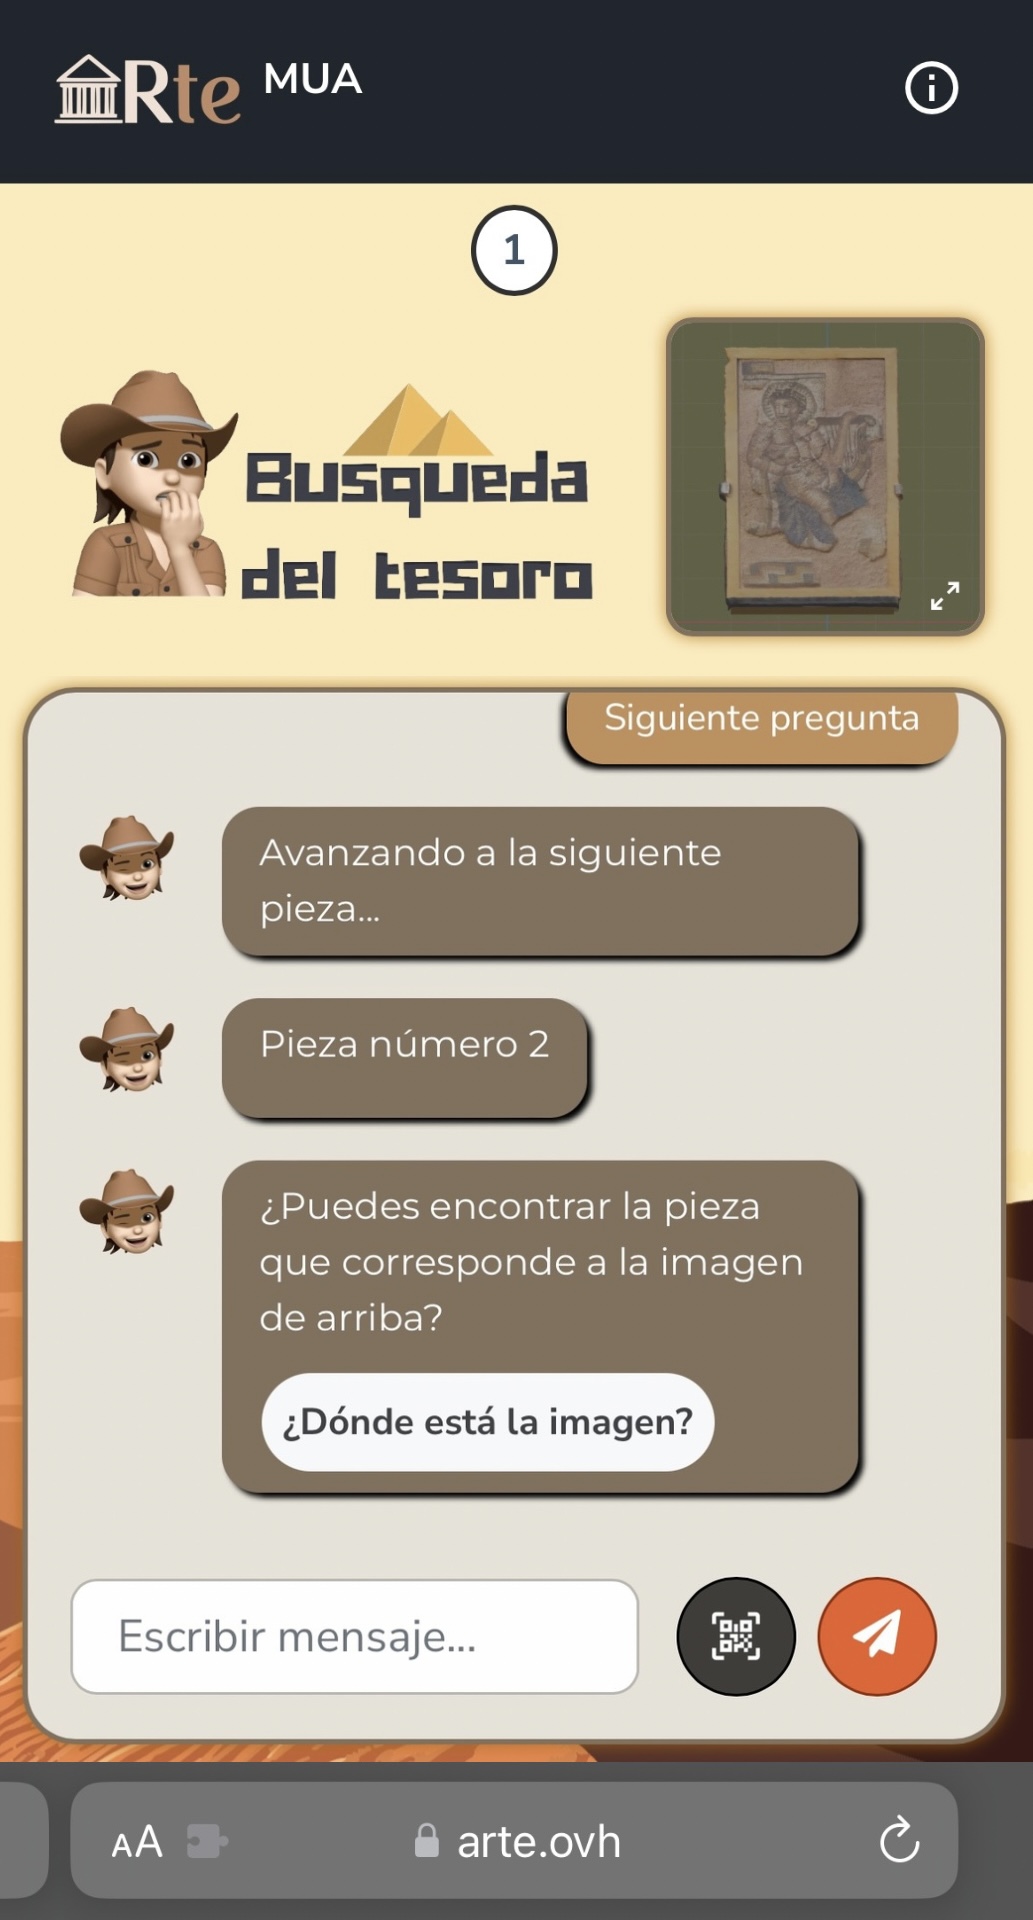 Rte MUA
1
Busqueda
del tesoro
Siguiente pregunta
Avanzando a la siguiente
pieza...
Pieza número 2
¿Puedes encontrar la pieza
que corresponde a la imagen
de arriba?
¿Dónde está la imagen?
Escribir mensaje...
AA arte.ovh